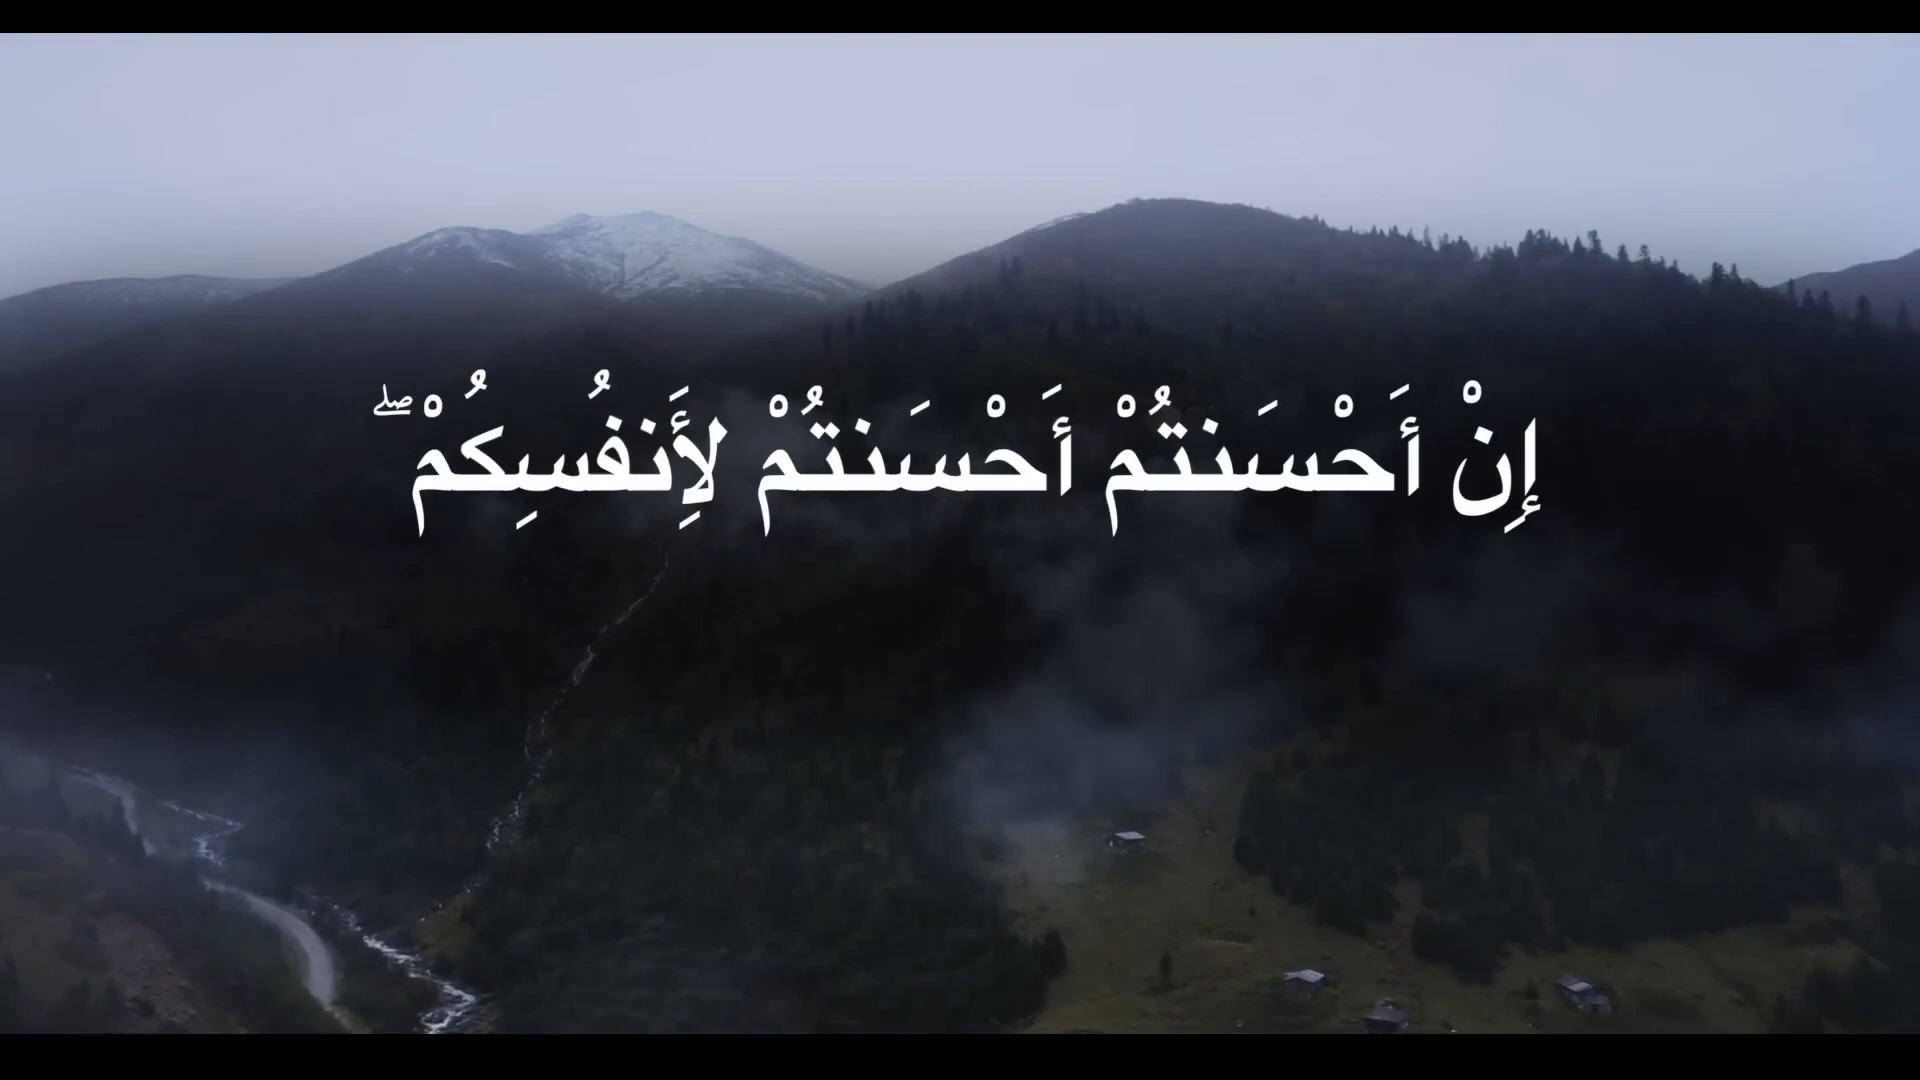 إِنْ أَحْسَنتُمْ أَحْسَنتُمْ لِأَنفُسِكُمْ ۖ